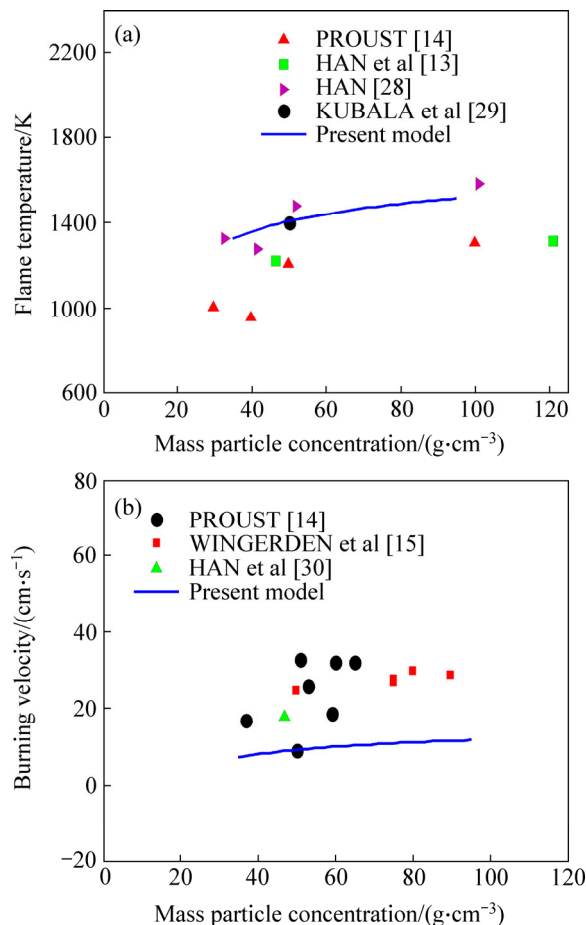 (a)
PROUST [14]
HAN et al [13]
HAN [28]
KUBALA et al [29]
Present model
2200
1800
1400
1000
600
Flame temperature/K
0 20 40 60 80 100 120
Mass particle concentration/(g·cm⁻³)
(b)
PROUST [14]
WINGERDEN et al [15]
HAN et al [30]
Present model
80
60
40
20
0
−20
Burning velocity/(cm·s⁻¹)
0 20 40 60 80 100 120
Mass particle concentration/(g·cm⁻³)